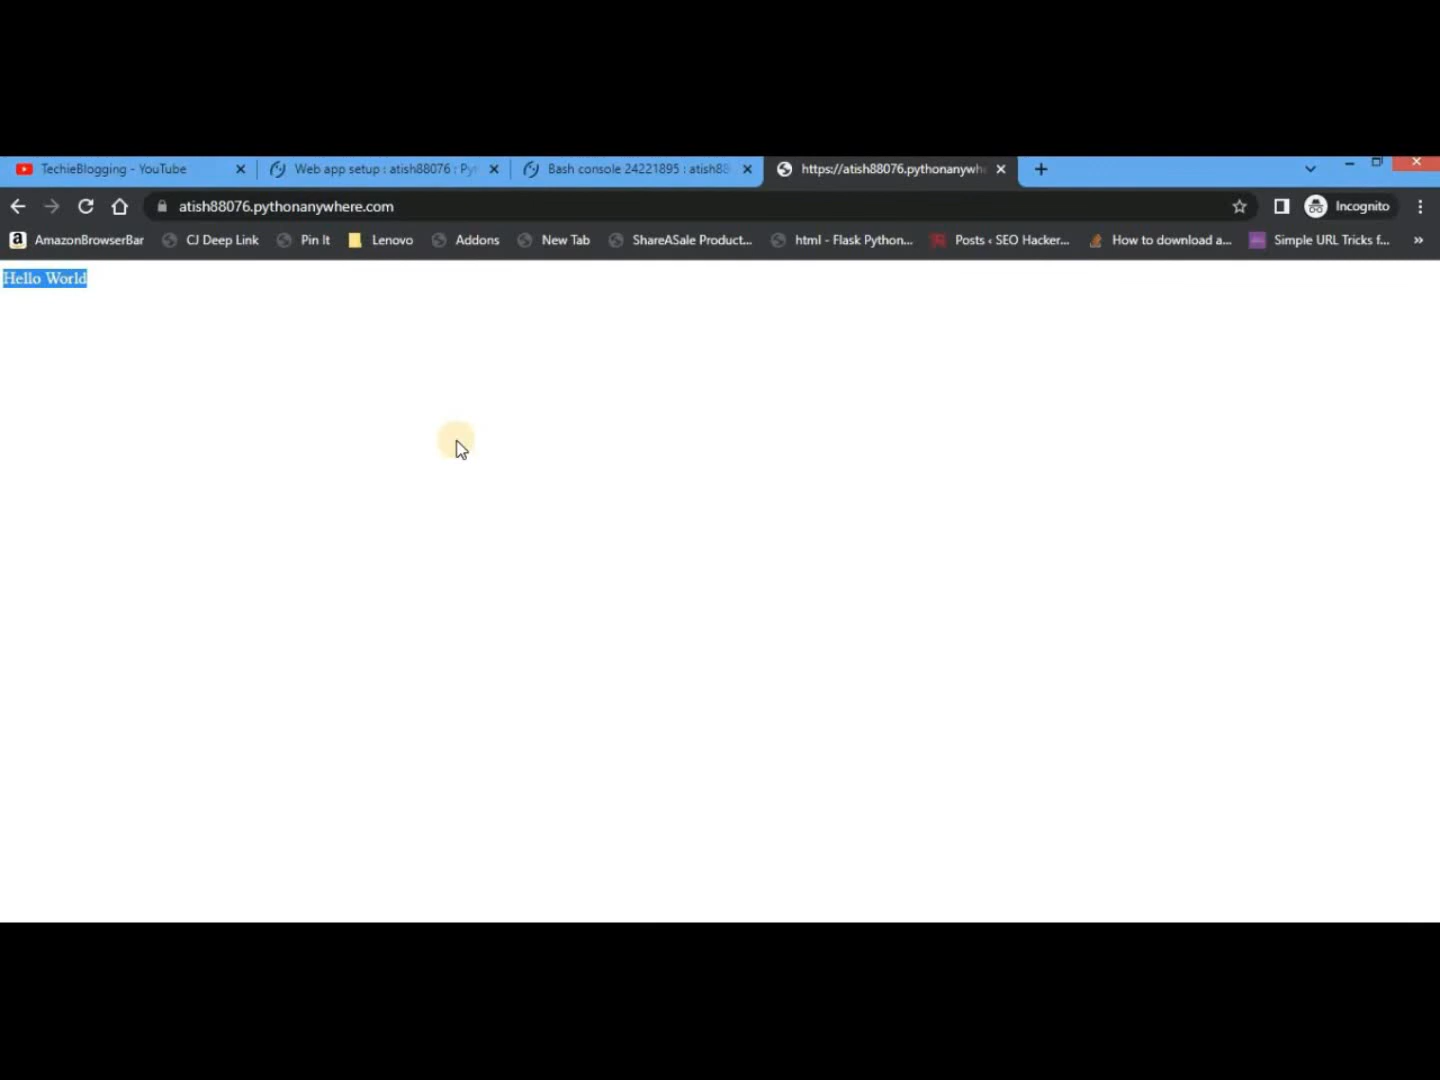 TechieBlogging - YouTube
Web app setup : atish88076 : Pyt
Bash console 24221895 : atish88
https://atish88076.pythonanywh
atish88076.pythonanywhere.com
Incognito
AmazonBrowserBar
CJ Deep Link
Pin It
Lenovo
Addons
New Tab
ShareASale Product...
html - Flask Python...
Posts ‹ SEO Hacker...
How to download a...
Simple URL Tricks f...
»
Hello World